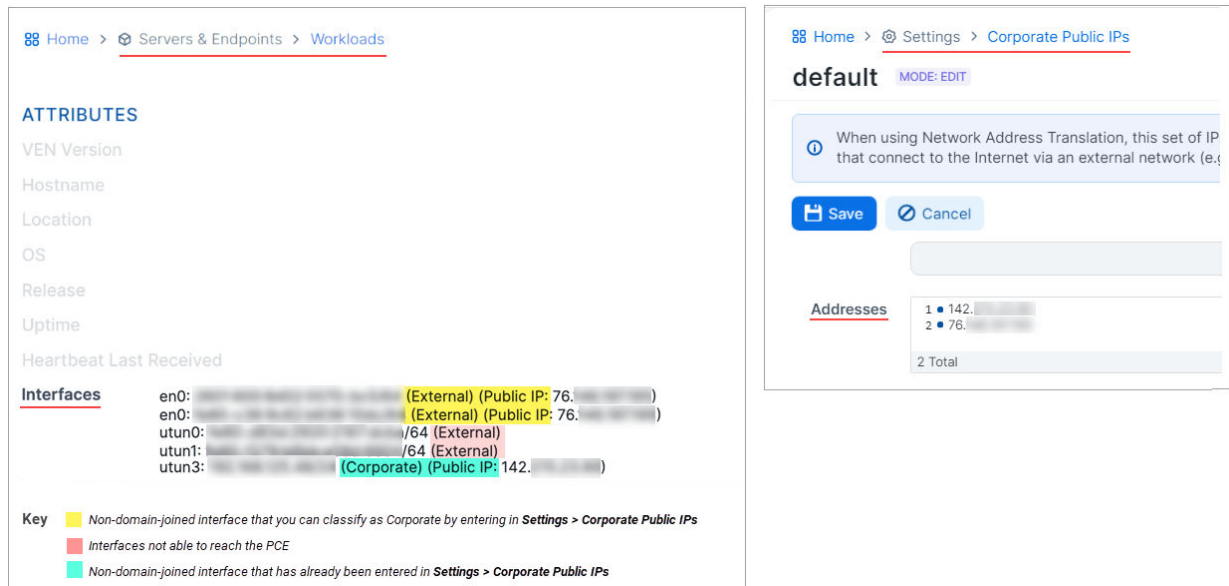 Home > Servers & Endpoints > Workloads
ATTRIBUTES
VEN Version
Hostname
Location
OS
Release
Uptime
Heartbeat Last Received
Interfaces
en0: (External) (Public IP: 76. )
en0: (External) (Public IP: 76. )
utun0: /64 (External)
utun1: /64 (External)
utun3: (Corporate) (Public IP: 142. )
Key
Non-domain-joined interface that you can classify as Corporate by entering in Settings > Corporate Public IPs
Interfaces not able to reach the PCE
Non-domain-joined interface that has already been entered in Settings > Corporate Public IPs
Home > Settings > Corporate Public IPs
default MODE: EDIT
When using Network Address Translation, this set of IP
that connect to the Internet via an external network (e.g
Save Cancel
Addresses
1 • 142.
2 • 76.
2 Total